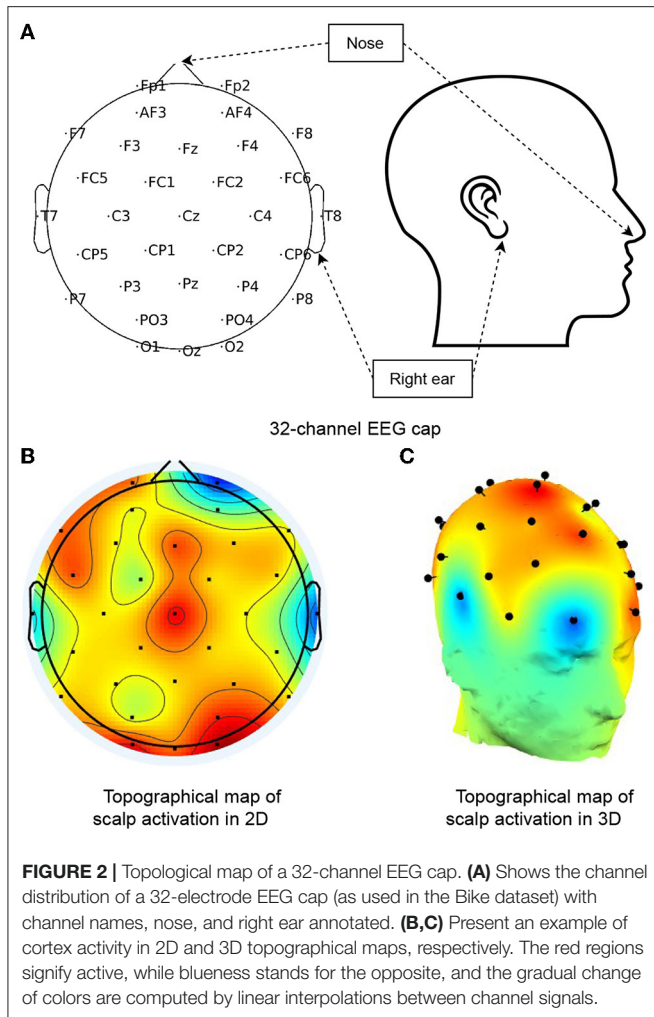 A
Nose
Fp1 Fp2
AF3 AF4
F7 F8
F3 Fz F4
FC5 FC1 FC2 FC6
T7 C3 Cz C4 T8
CP5 CP1 CP2 CP6
P3 Pz P4
P7 P8
PO3 PO4
O1 Oz O2
Right ear
32-channel EEG cap
B
C
Topographical map of
scalp activation in 2D
Topographical map of
scalp activation in 3D
FIGURE 2 | Topological map of a 32-channel EEG cap. (A) Shows the channel
distribution of a 32-electrode EEG cap (as used in the Bike dataset) with
channel names, nose, and right ear annotated. (B,C) Present an example of
cortex activity in 2D and 3D topographical maps, respectively. The red regions
signify active, while blueness stands for the opposite, and the gradual change
of colors are computed by linear interpolations between channel signals.